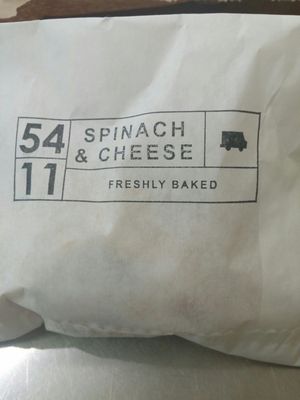 54
11
SPINACH
& CHEESE
FRESHLY BAKED